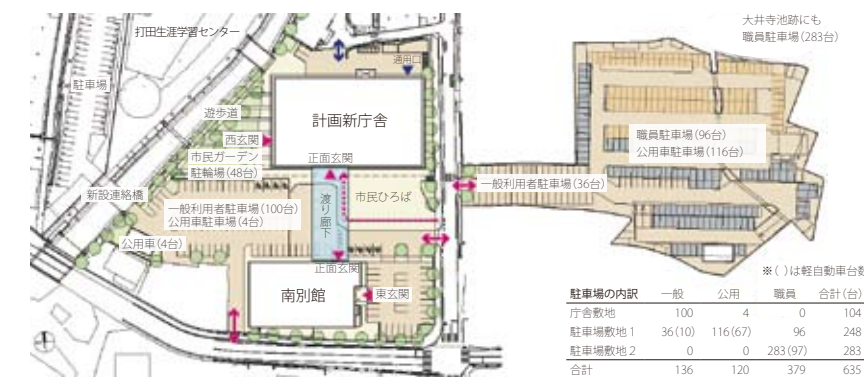 大井寺池跡にも
職員駐車場(283台)
打田生涯学習センター
通用口
駐車場
計画新庁舎
遊歩道
西玄関
職員駐車場(96台)
公用車駐車場(116台)
市民ガーデン
正面玄関
駐輪場(48台)
一般利用者駐車場(36台)
新設連絡橋
市民ひろば
渡り廊下
一般利用者駐車場(100台)
公用車駐車場(4台)
公用車(4台)
正面玄関
南別館
東玄関
※( )は軽自動車台数
駐車場の内訳 一般 公用 職員 合計(台)
庁舎敷地 100 4 0 104
駐車場敷地1 36(10) 116(67) 96 248
駐車場敷地2 0 0 283(97) 283
合計 136 120 379 635